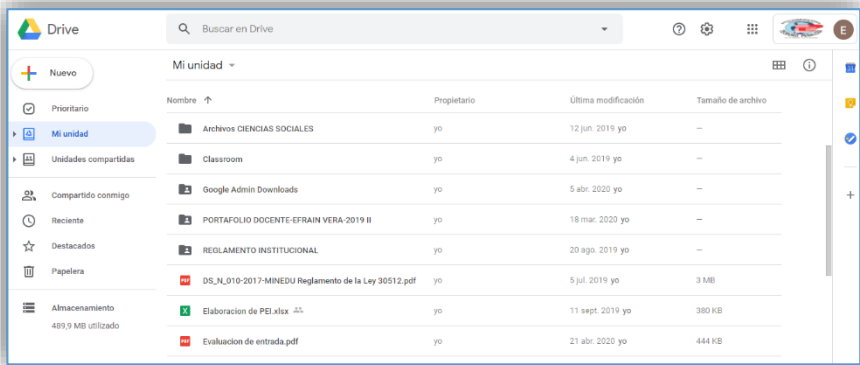 Drive
Buscar en Drive
E
Nuevo
Prioritario
Mi unidad
Unidades compartidas
Compartido conmigo
Reciente
Destacados
Papelera
Almacenamiento
489,9 MB utilizado
Mi unidad
Nombre Propietario Última modificación Tamaño de archivo
Archivos CIENCIAS SOCIALES yo 12 jun. 2019 yo —
Classroom yo 4 jun. 2019 yo —
Google Admin Downloads yo 5 abr. 2020 yo —
PORTAFOLIO DOCENTE-EFRAIN VERA-2019 II yo 18 mar. 2020 yo —
REGLAMENTO INSTITUCIONAL yo 20 ago. 2019 yo —
PDF DS_N_010-2017-MINEDU Reglamento de la Ley 30512.pdf yo 5 jul. 2019 yo 3 MB
X Elaboracion de PEI.xlsx yo 11 sept. 2019 yo 380 KB
PDF Evaluacion de entrada.pdf yo 21 abr. 2020 yo 444 KB